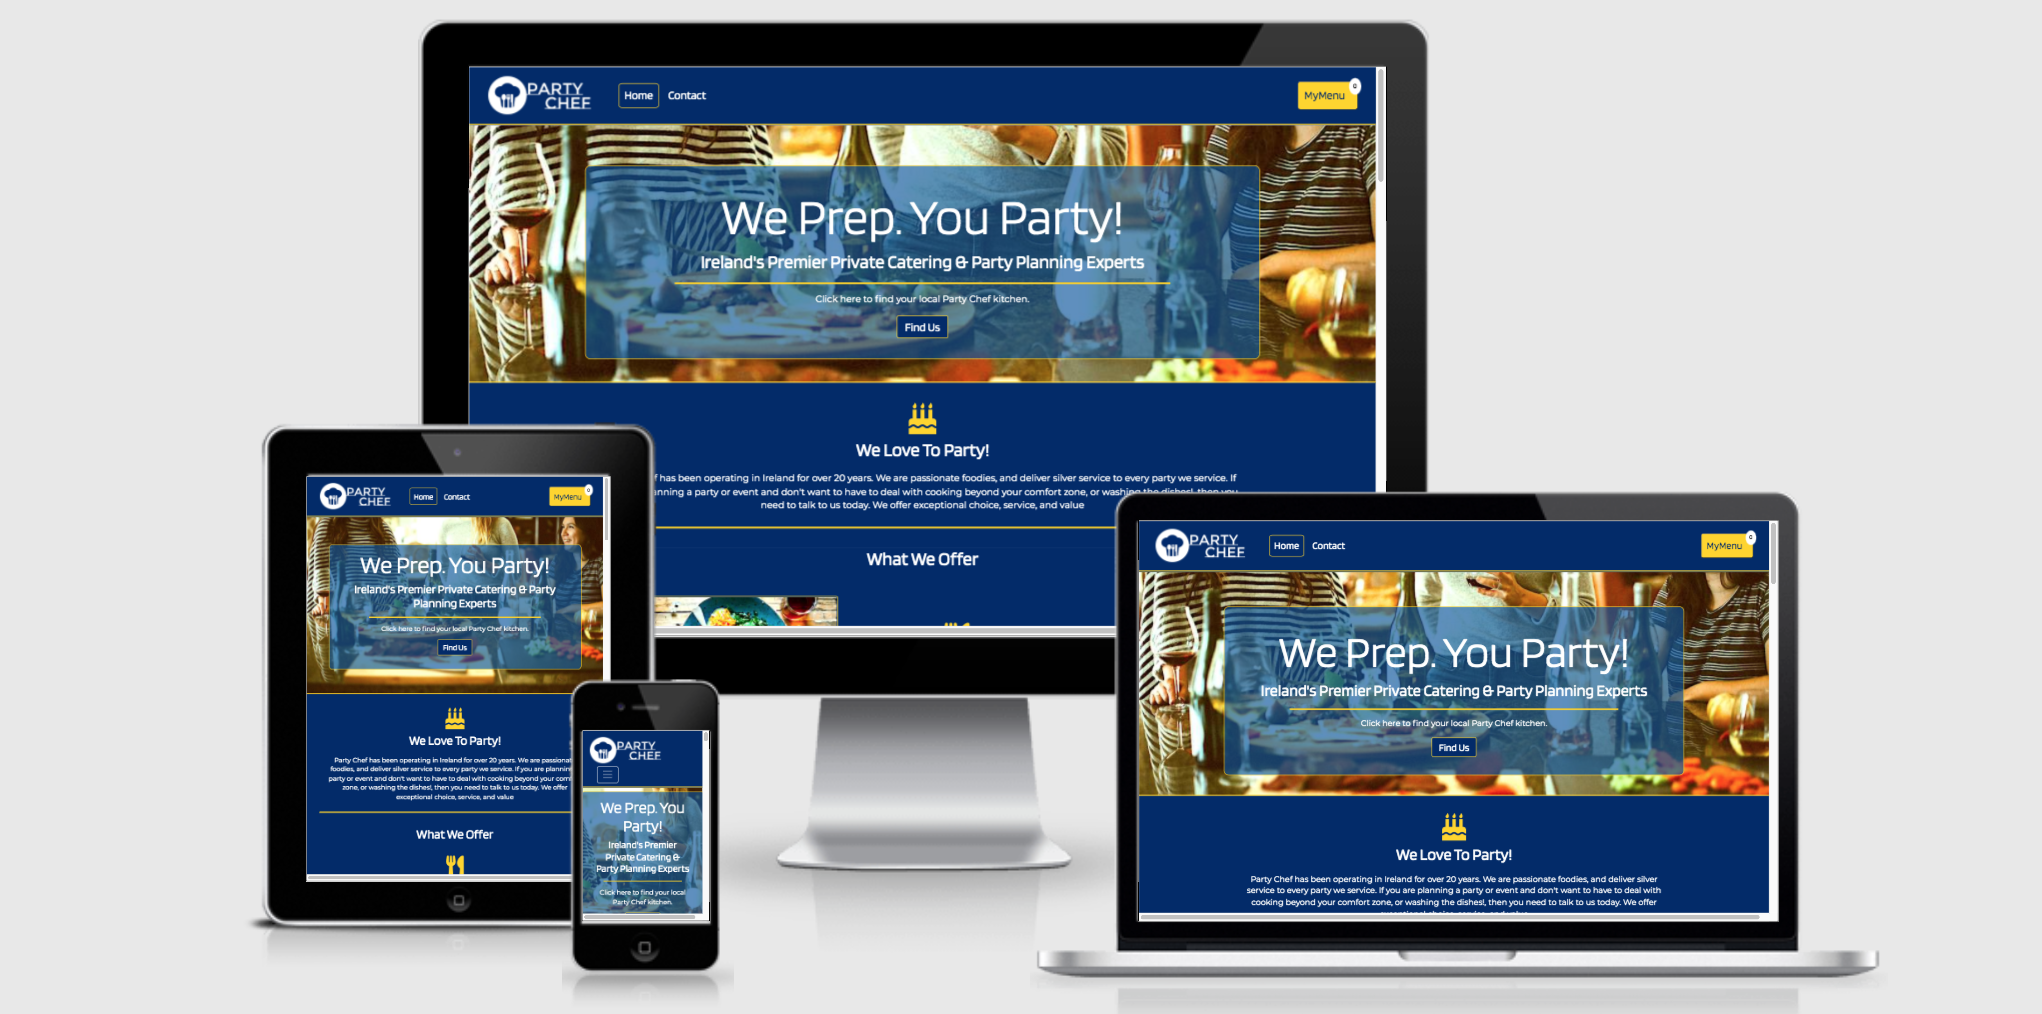 PARTY
CHEF
Home
Contact
MyMenu
0
We Prep. You Party!
Ireland's Premier Private Catering & Party Planning Experts
Click here to find your local Party Chef kitchen.
Find Us
We Love To Party!
has been operating in Ireland for over 20 years. We are passionate foodies, and deliver silver service to every party we service. If
a party or event and don't want to have to deal with cooking beyond your comfort zone, or washing the dishes!, then you
need to talk to us today. We offer exceptional choice, service, and value
What We Offer
PARTY
CHEF
Home
Contact
MyMenu
0
We Prep. You Party!
Ireland's Premier Private Catering & Party
Planning Experts
Click here to find your local Party Chef kitchen.
Find Us
We Love To Party!
Party Chef has been operating in Ireland for over 20 years. We are
foodies, and deliver silver service to every party we service. If you are
party or event and don't want to have to deal with cooking beyond your
zone, or washing the dishes!, then you need to talk to us today. We offer
exceptional choice, service, and value
What We Offer
PARTY
CHEF
We Prep. You
Party!
Ireland's Premier
Private Catering &
Party Planning Experts
Click here to find your local
Party Chef kitchen.
PARTY
CHEF
Home
Contact
MyMenu
0
We Prep. You Party!
Ireland's Premier Private Catering & Party Planning Experts
Click here to find your local Party Chef kitchen.
Find Us
We Love To Party!
Party Chef has been operating in Ireland for over 20 years. We are passionate foodies, and deliver silver
service to every party we service. If you are planning a party or event and don't want to have to deal with
cooking beyond your comfort zone, or washing the dishes!, then you need to talk to us today. We offer